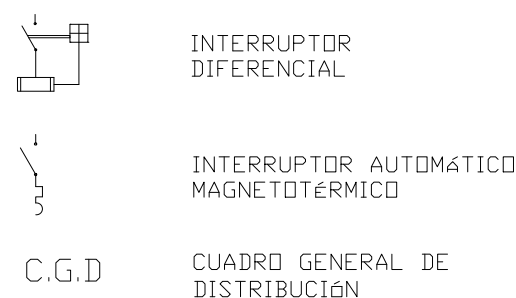 INTERRUPTOR
DIFERENCIAL
INTERRUPTOR AUTOMáTICO
MAGNETOTéRMICO
C.G.D
CUADRO GENERAL DE
DISTRIBUCIóN